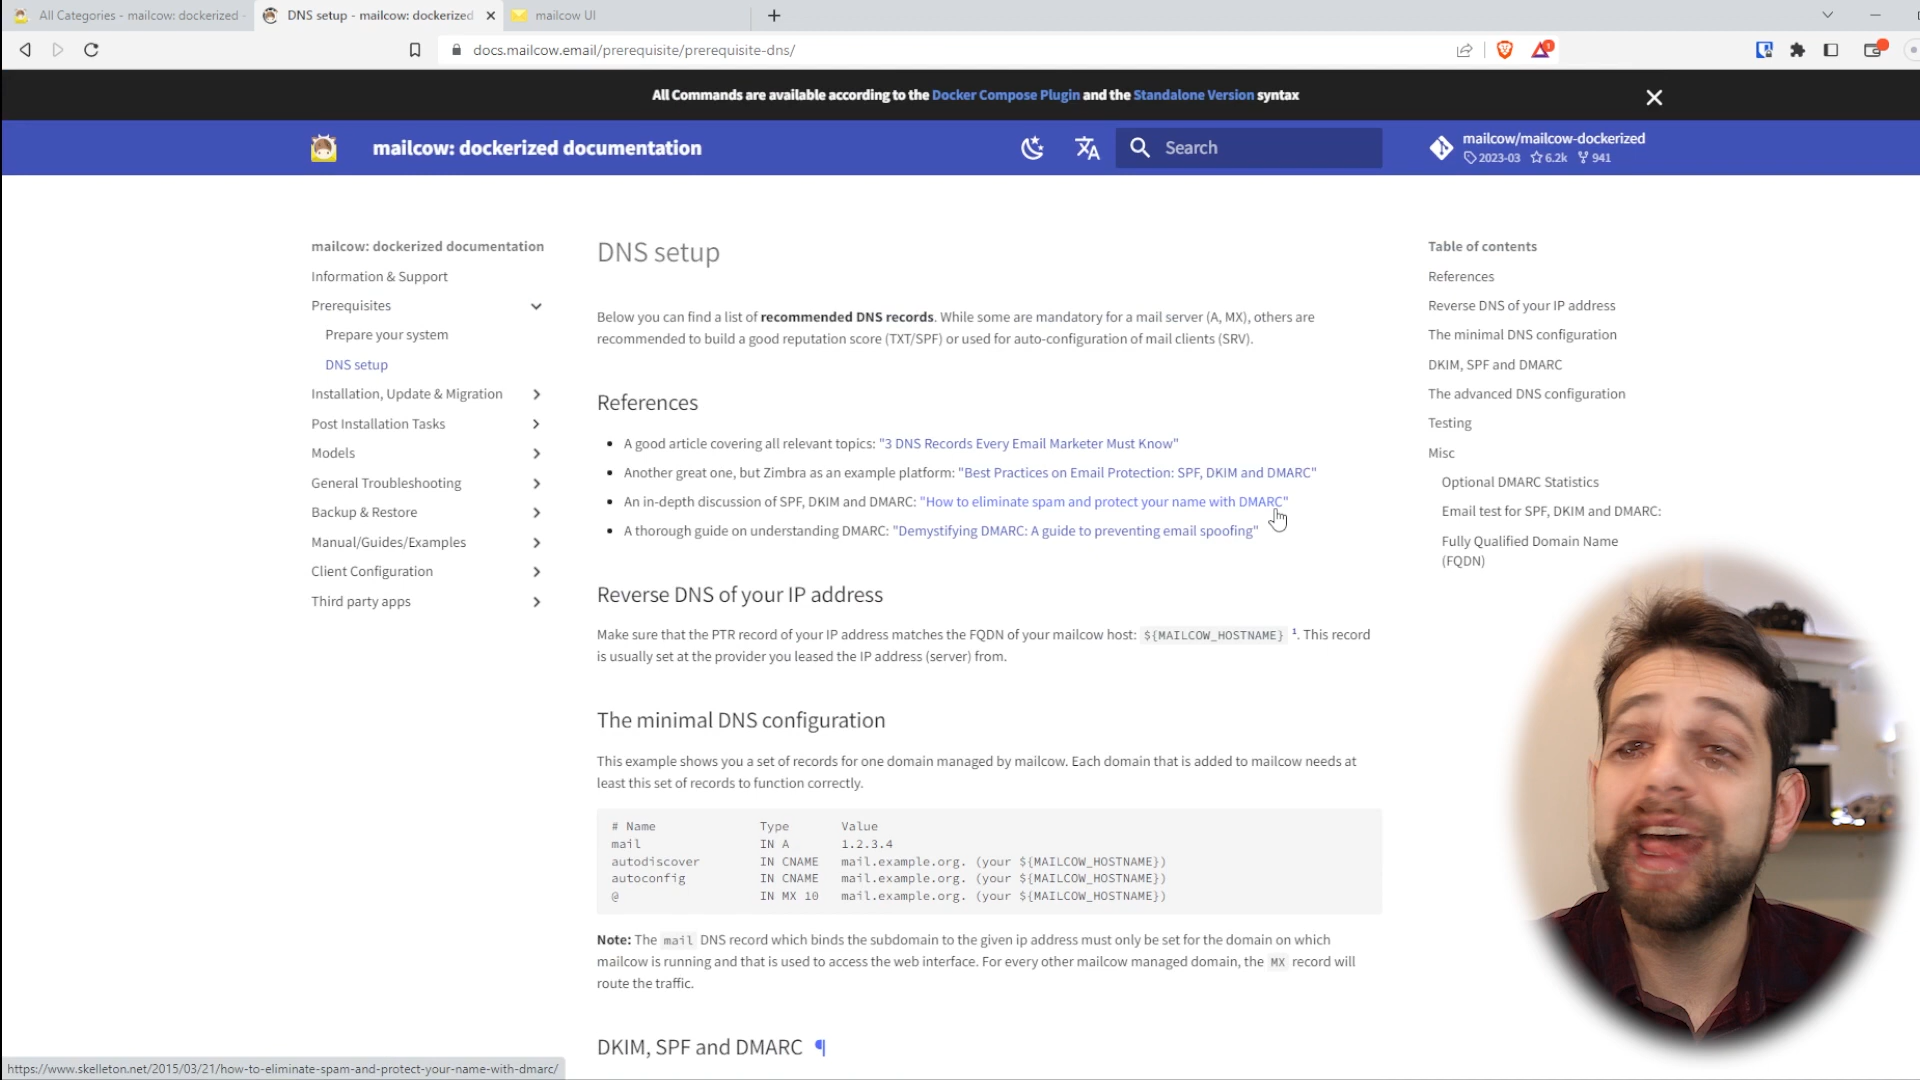 All Categories - mailcow: dockerized -
DNS setup - mailcow: dockerized
mailcow UI
docs.mailcow.email/prerequisite/prerequisite-dns/
1
All Commands are available according to the Docker Compose Plugin and the Standalone Version syntax
mailcow: dockerized documentation
Search
mailcow/mailcow-dockerized
2023-03 6.2k 941
mailcow: dockerized documentation
Information & Support
Prerequisites
Prepare your system
DNS setup
Installation, Update & Migration
Post Installation Tasks
Models
General Troubleshooting
Backup & Restore
Manual/Guides/Examples
Client Configuration
Third party apps
DNS setup
Below you can find a list of recommended DNS records. While some are mandatory for a mail server (A, MX), others are
recommended to build a good reputation score (TXT/SPF) or used for auto-configuration of mail clients (SRV).
References
• A good article covering all relevant topics: "3 DNS Records Every Email Marketer Must Know"
• Another great one, but Zimbra as an example platform: "Best Practices on Email Protection: SPF, DKIM and DMARC"
• An in-depth discussion of SPF, DKIM and DMARC: "How to eliminate spam and protect your name with DMARC"
• A thorough guide on understanding DMARC: "Demystifying DMARC: A guide to preventing email spoofing"
Reverse DNS of your IP address
Make sure that the PTR record of your IP address matches the FQDN of your mailcow host: ${MAILCOW_HOSTNAME} 1. This record
is usually set at the provider you leased the IP address (server) from.
The minimal DNS configuration
This example shows you a set of records for one domain managed by mailcow. Each domain that is added to mailcow needs at
least this set of records to function correctly.
# Name Type Value
mail IN A 1.2.3.4
autodiscover IN CNAME mail.example.org. (your ${MAILCOW_HOSTNAME})
autoconfig IN CNAME mail.example.org. (your ${MAILCOW_HOSTNAME})
@ IN MX 10 mail.example.org. (your ${MAILCOW_HOSTNAME})
Note: The mail DNS record which binds the subdomain to the given ip address must only be set for the domain on which
mailcow is running and that is used to access the web interface. For every other mailcow managed domain, the MX record will
route the traffic.
DKIM, SPF and DMARC ¶
Table of contents
References
Reverse DNS of your IP address
The minimal DNS configuration
DKIM, SPF and DMARC
The advanced DNS configuration
Testing
Misc
Optional DMARC Statistics
Email test for SPF, DKIM and DMARC:
Fully Qualified Domain Name
(FQDN)
https://www.skelleton.net/2015/03/21/how-to-eliminate-spam-and-protect-your-name-with-dmarc/